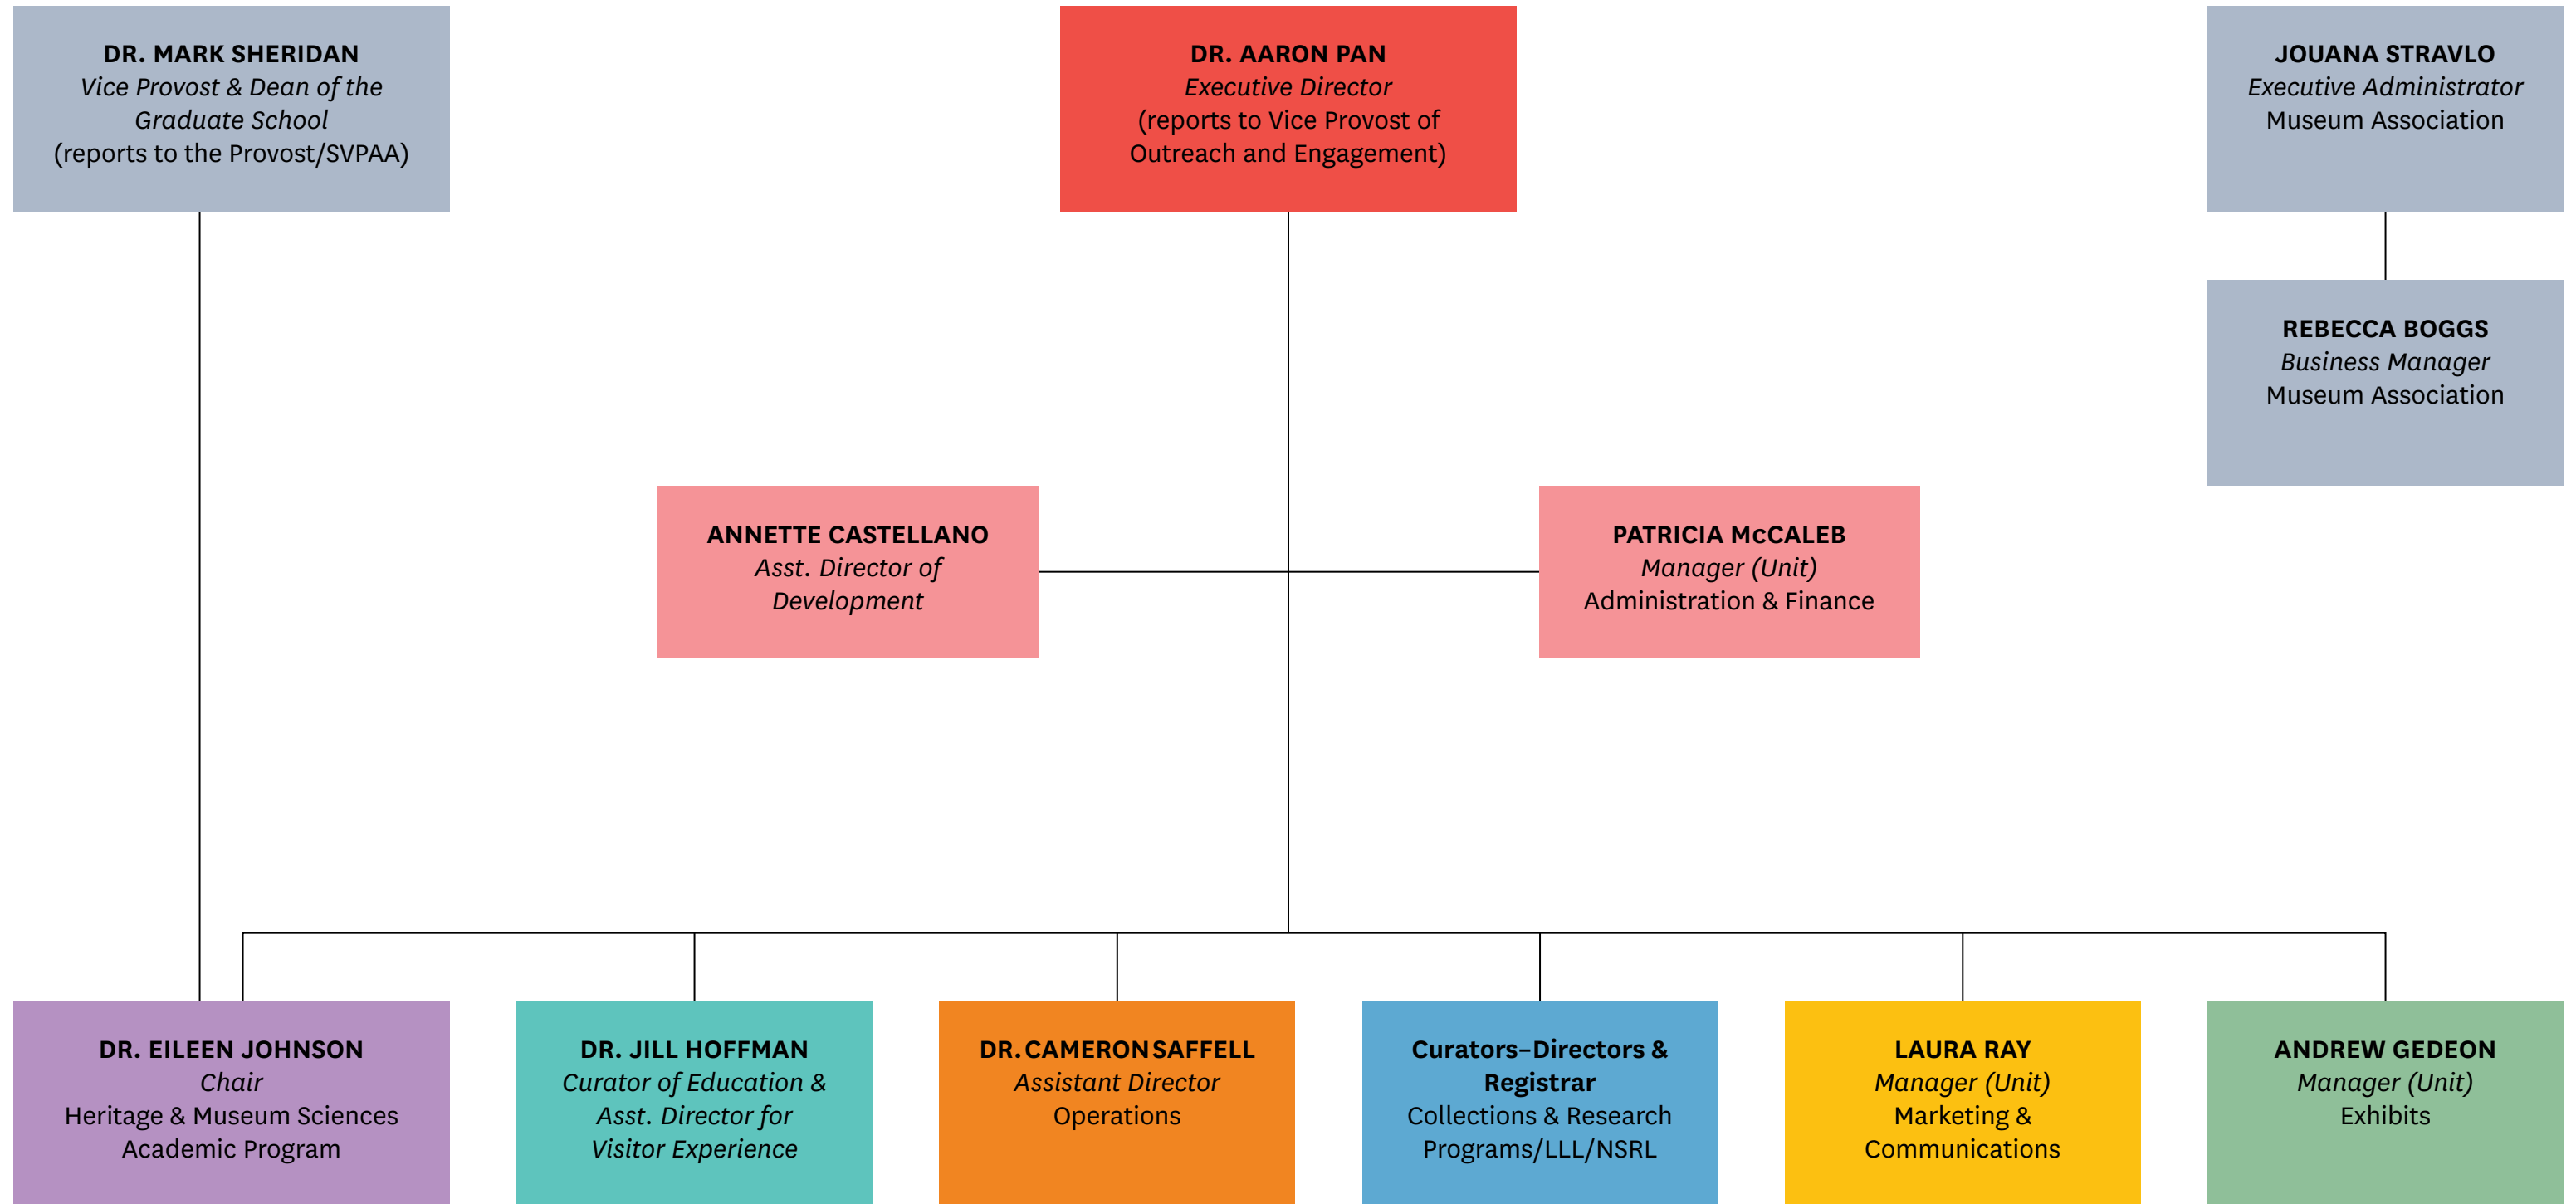 DR. MARK SHERIDAN
Vice Provost & Dean of the
Graduate School
(reports to the Provost/SVPAA)
DR. AARON PAN
Executive Director
(reports to Vice Provost of
Outreach and Engagement)
JOUANA STRAVLO
Executive Administrator
Museum Association
REBECCA BOGGS
Business Manager
Museum Association
ANNETTE CASTELLANO
Asst. Director of
Development
PATRICIA McCALEB
Manager (Unit)
Administration & Finance
DR. EILEEN JOHNSON
Chair
Heritage & Museum Sciences
Academic Program
DR. JILL HOFFMAN
Curator of Education &
Asst. Director for
Visitor Experience
DR. CAMERON SAFFELL
Assistant Director
Operations
Curators–Directors &
Registrar
Collections & Research
Programs/LLL/NSRL
LAURA RAY
Manager (Unit)
Marketing &
Communications
ANDREW GEDEON
Manager (Unit)
Exhibits